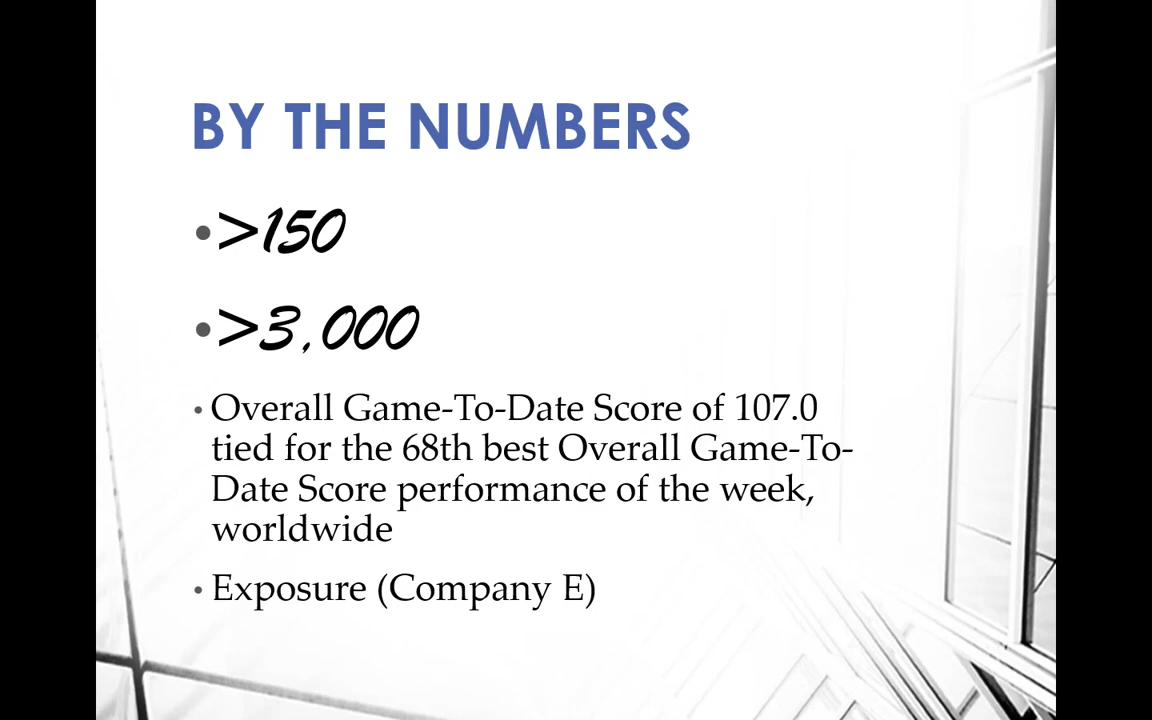 BY THE NUMBERS
•>150
•>3,000
• Overall Game-To-Date Score of 107.0
tied for the 68th best Overall Game-To-
Date Score performance of the week,
worldwide
• Exposure (Company E)